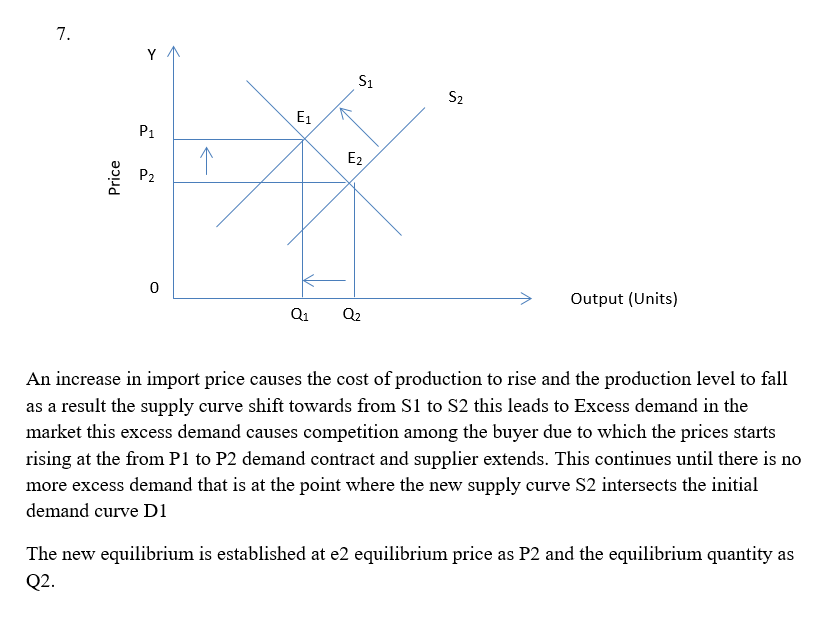 7.
Y
S1
S2
E1
P1
E2
P2
Price
0
Output (Units)
Q1 Q2
An increase in import price causes the cost of production to rise and the production level to fall
as a result the supply curve shift towards from S1 to S2 this leads to Excess demand in the
market this excess demand causes competition among the buyer due to which the prices starts
rising at the from P1 to P2 demand contract and supplier extends. This continues until there is no
more excess demand that is at the point where the new supply curve S2 intersects the initial
demand curve D1
The new equilibrium is established at e2 equilibrium price as P2 and the equilibrium quantity as
Q2.